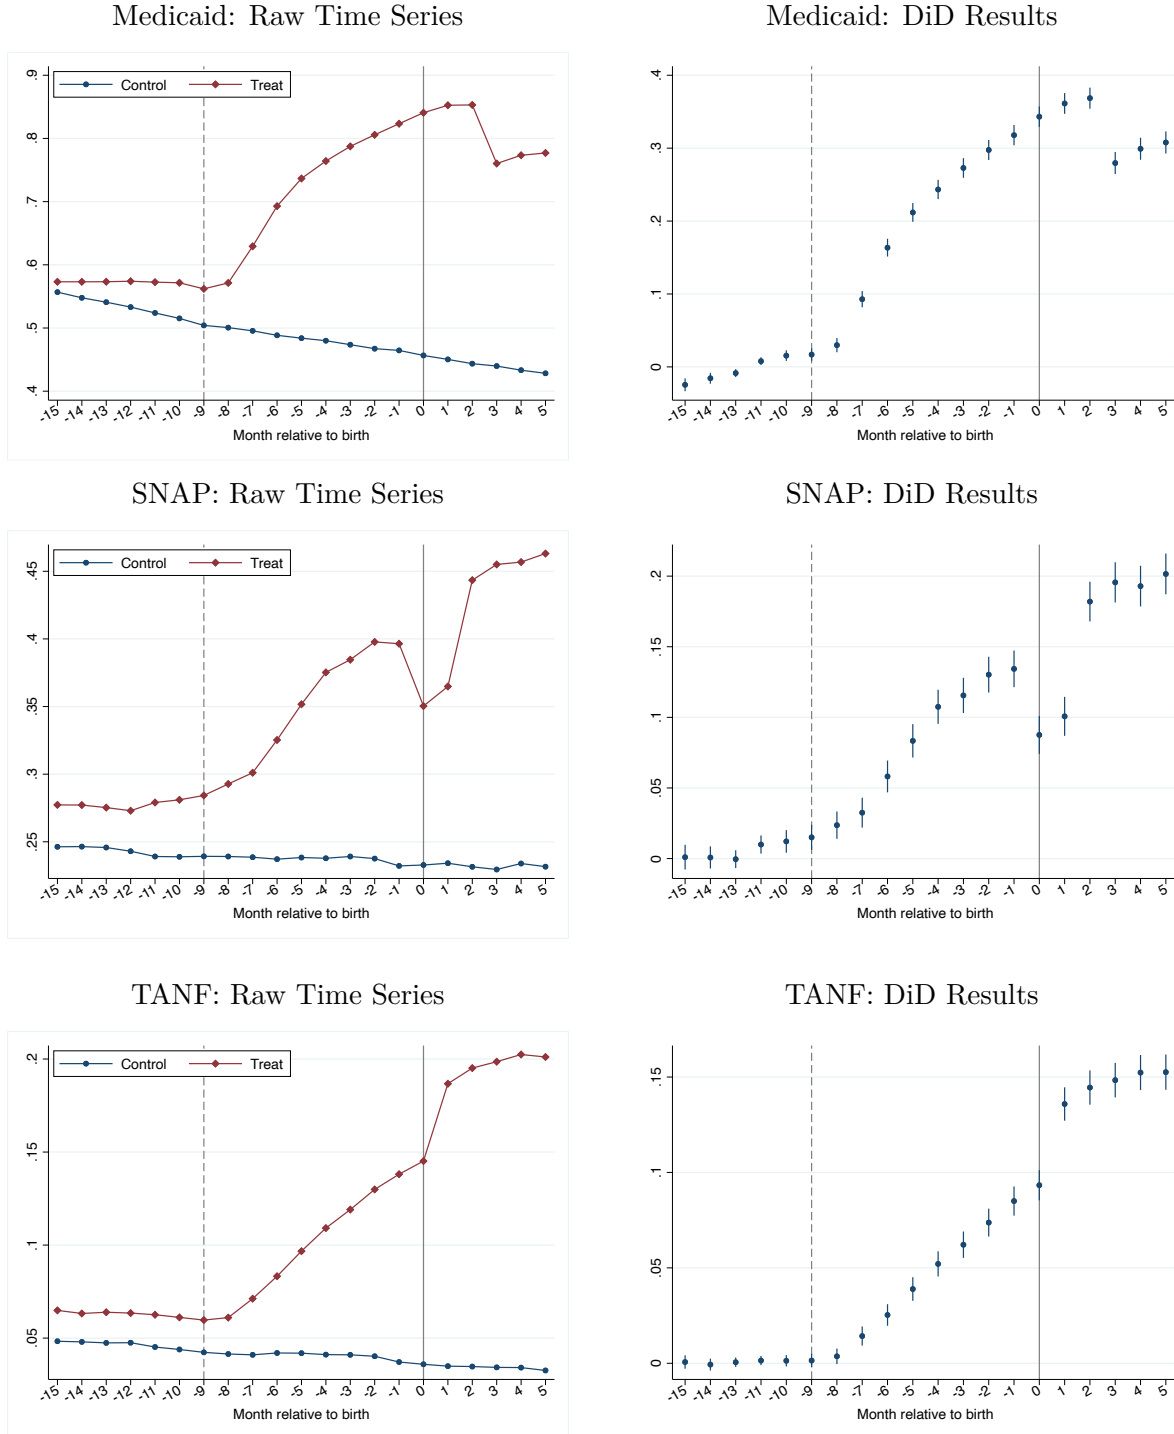 Medicaid: Raw Time Series
Control Treat
.9
.8
.7
.6
.5
.4
-15 -14 -13 -12 -11 -10 -9 -8 -7 -6 -5 -4 -3 -2 -1 0 1 2 3 4 5
Month relative to birth
Medicaid: DiD Results
.4
.3
.2
.1
0
-15 -14 -13 -11 -10 -9 -8 -7 -6 -5 -4 -3 -2 -1 0 1 2 3 4 5
Month relative to birth
SNAP: Raw Time Series
Control Treat
.45
.4
.35
.3
.25
-15 -14 -13 -12 -11 -10 -9 -8 -7 -6 -5 -4 -3 -2 -1 0 1 2 3 4 5
Month relative to birth
SNAP: DiD Results
.2
.15
.1
.05
0
-15 -14 -13 -11 -10 -9 -8 -7 -6 -5 -4 -3 -2 -1 0 1 2 3 4 5
Month relative to birth
TANF: Raw Time Series
Control Treat
.2
.15
.1
.05
-15 -14 -13 -12 -11 -10 -9 -8 -7 -6 -5 -4 -3 -2 -1 0 1 2 3 4 5
Month relative to birth
TANF: DiD Results
.15
.1
.05
0
-15 -14 -13 -11 -10 -9 -8 -7 -6 -5 -4 -3 -2 -1 0 1 2 3 4 5
Month relative to birth